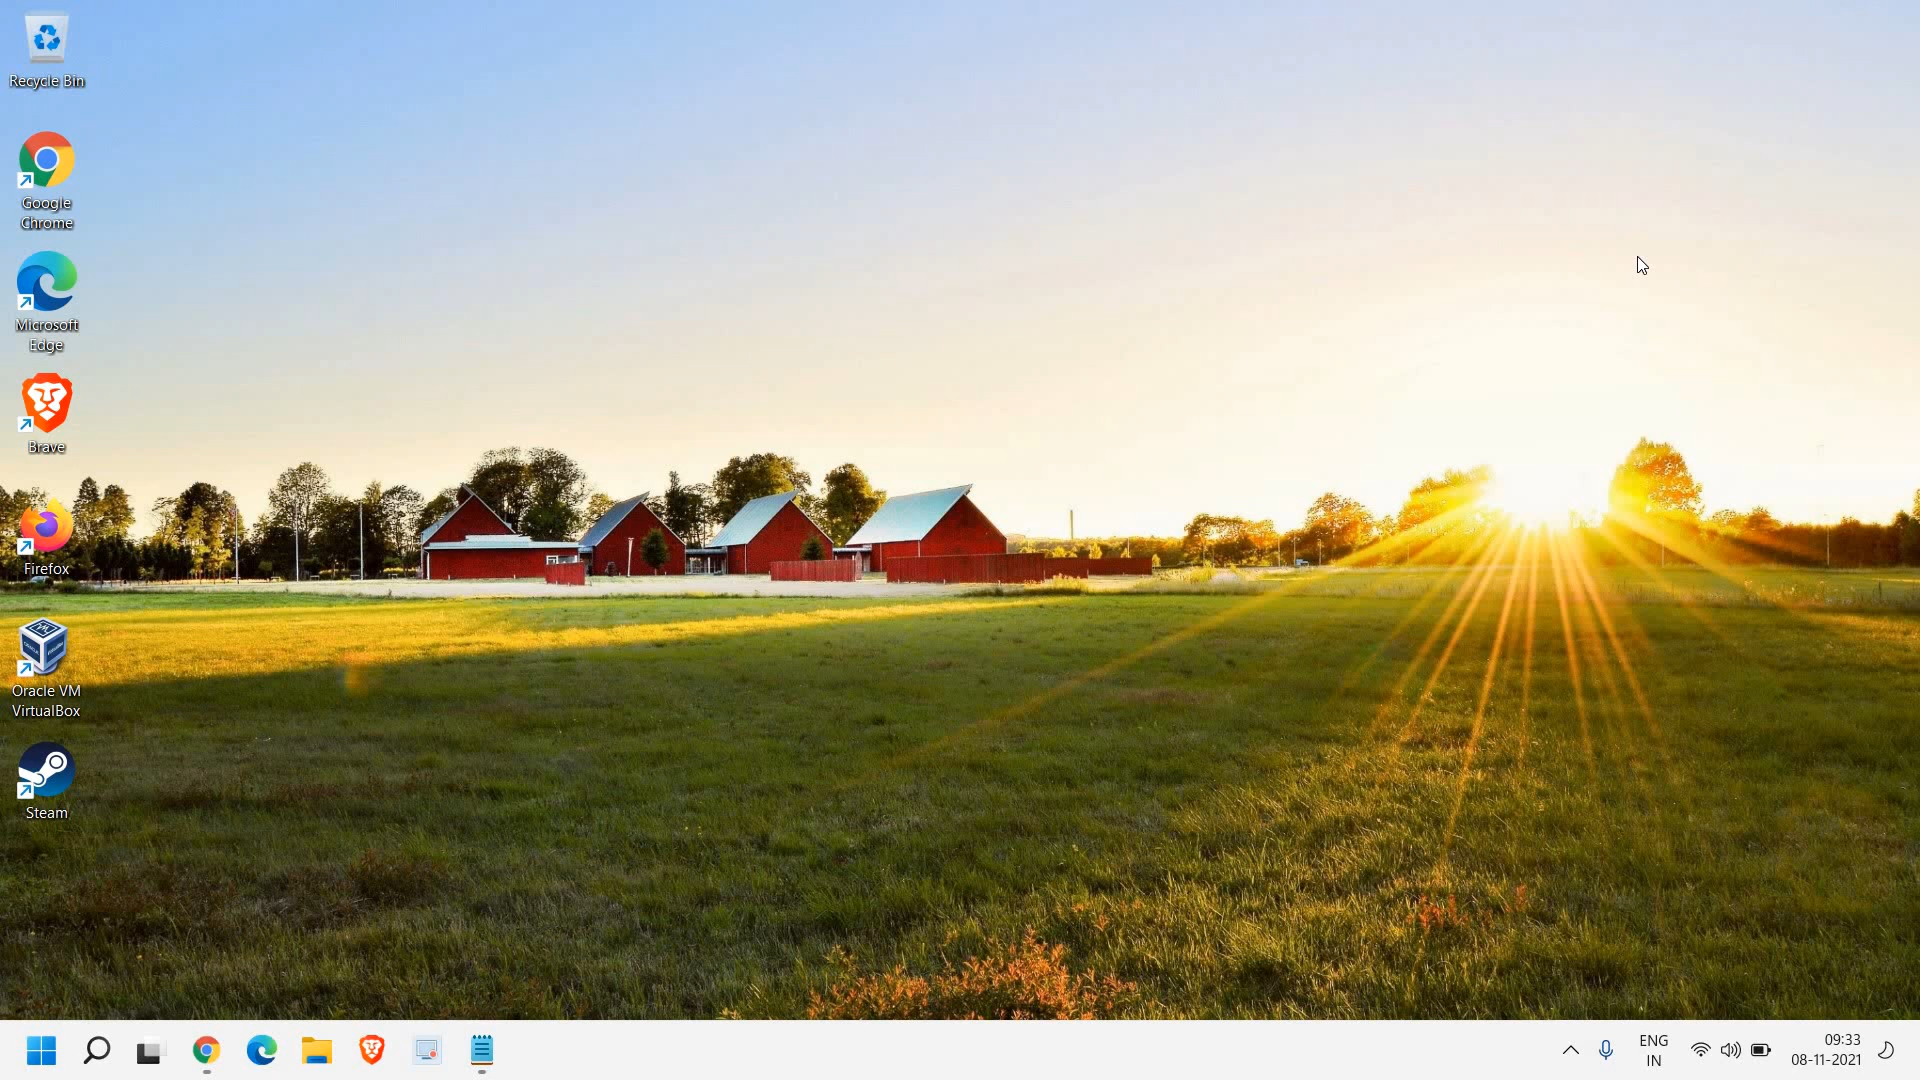 Recycle Bin
Google
Chrome
Microsoft
Edge
Brave
Firefox
Oracle VM
VirtualBox
Steam
ENG
IN
09:33
08-11-2021